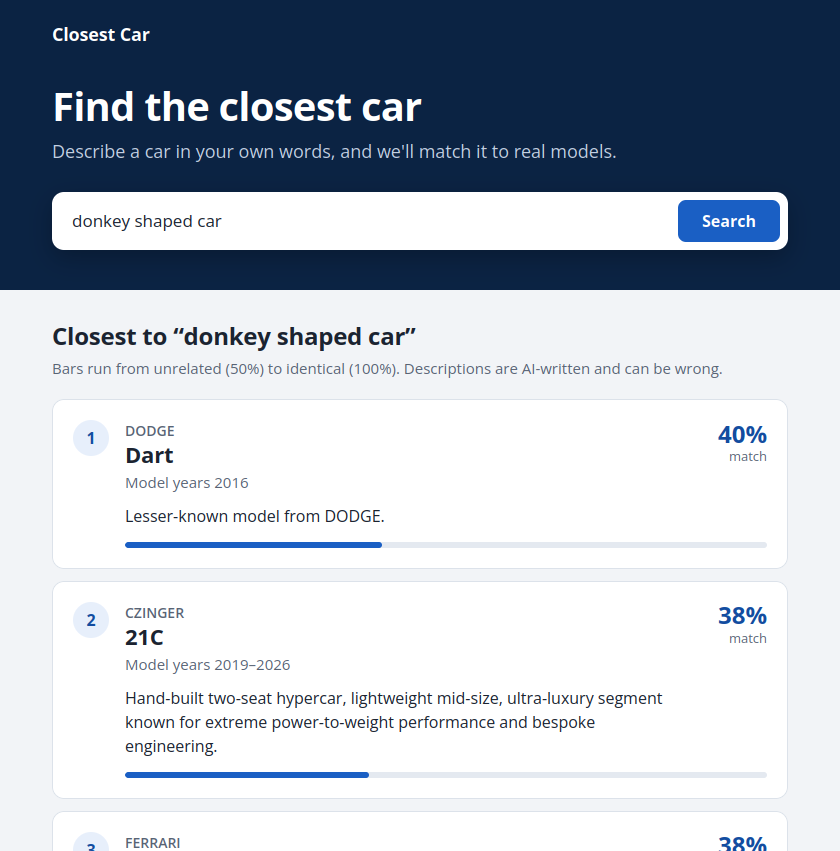 Closest Car
Find the closest car
Describe a car in your own words, and we'll match it to real models.
donkey shaped car
Search
Closest to “donkey shaped car”
Bars run from unrelated (50%) to identical (100%). Descriptions are AI-written and can be wrong.
1
DODGE
40%
Dart
match
Model years 2016
Lesser-known model from DODGE.
2
CZINGER
38%
21C
match
Model years 2019–2026
Hand-built two-seat hypercar, lightweight mid-size, ultra-luxury segment
known for extreme power-to-weight performance and bespoke
engineering.
3
FERRARI
38%